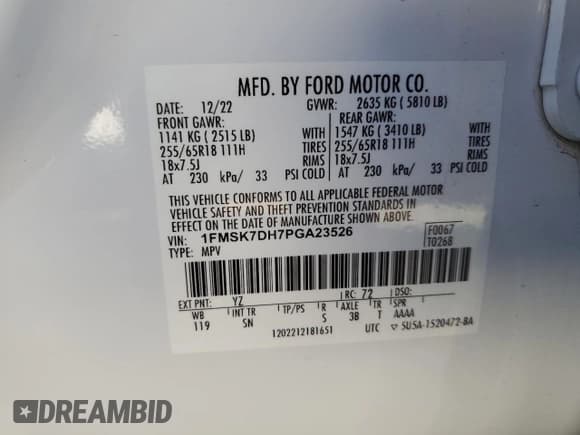 MFD. BY FORD MOTOR CO.
DATE: 12/22 GVWR: 2635 KG ( 5810 LB)
FRONT GAWR: REAR GAWR:
1141 KG ( 2515 LB) WITH 1547 KG ( 3410 LB) WITH
255/65R18 111H TIRES 255/65R18 111H TIRES
18x7.5J RIMS 18x7.5J RIMS
AT 230 kPa/ 33 PSI COLD AT 230 kPa/ 33 PSI COLD
THIS VEHICLE CONFORMS TO ALL APPLICABLE FEDERAL MOTOR
VEHICLE SAFETY AND THEFT PREVENTION STANDARDS IN
EFFECT ON THE DATE OF MANUFACTURE SHOWN ABOVE.
VIN: 1FMSK7DH7PGA23526 F0067
TYPE: MPV T0268
EXT PNT: YZ RC: 72 DSO:
WB INT TR TP/PS R AXLE TR SPR
119 SN S 3B T AAAA
1202212181651 UTC ▽ 5U5A-1520472-BA
DREAMBID